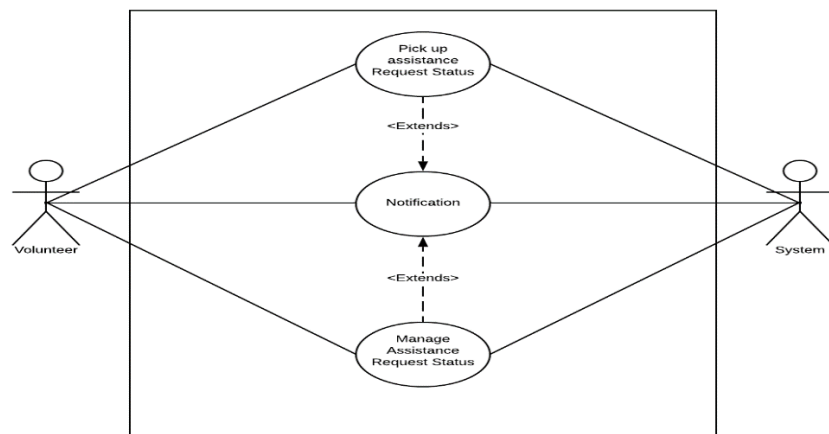 Pick up
assistance
Request Status
<Extends>
Notification
Volunteer
System
<Extends>
Manage
Assistance
Request Status